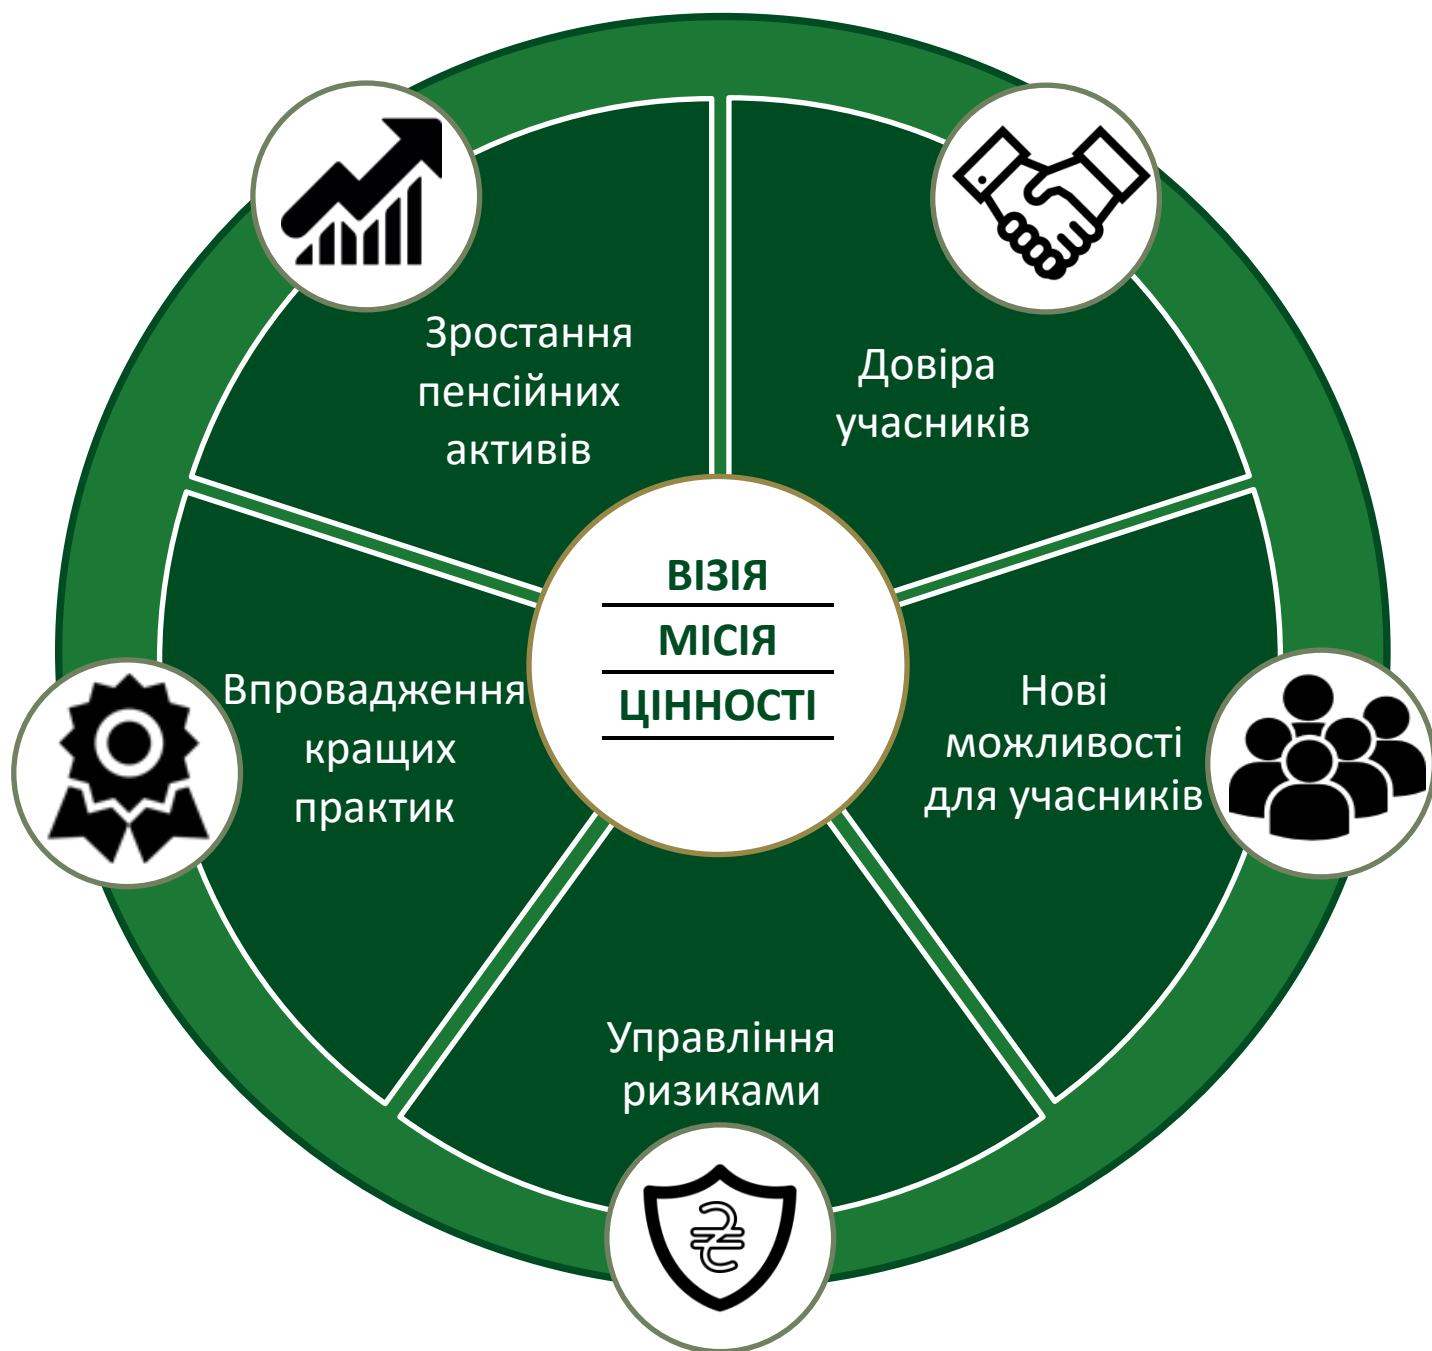 Зростання
пенсійних
активів
Довіра
учасників
ВІЗІЯ
МІСІЯ
ЦІННОСТІ
Впровадження
кращих
практик
Нові
можливості
для учасників
Управління
ризиками